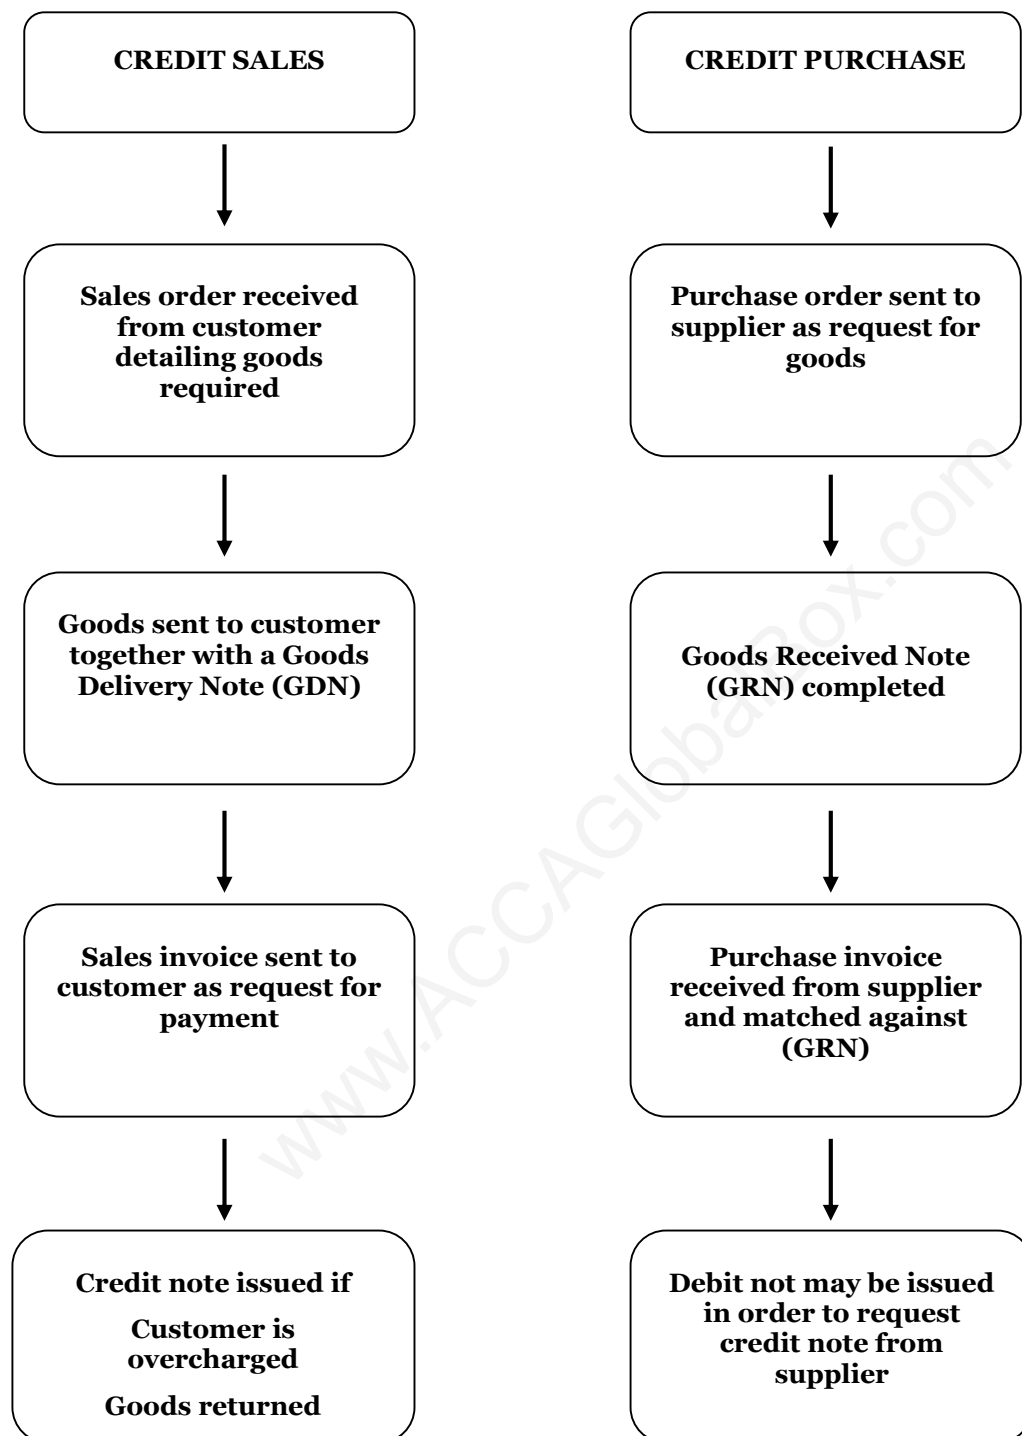 CREDIT SALES
Sales order received
from customer
detailing goods
required
Goods sent to customer
together with a Goods
Delivery Note (GDN)
Sales invoice sent to
customer as request for
payment
Credit note issued if
Customer is
overcharged
Goods returned
CREDIT PURCHASE
Purchase order sent to
supplier as request for
goods
Goods Received Note
(GRN) completed
Purchase invoice
received from supplier
and matched against
(GRN)
Debit not may be issued
in order to request
credit note from
supplier
www.ACCAGlobalBox.com